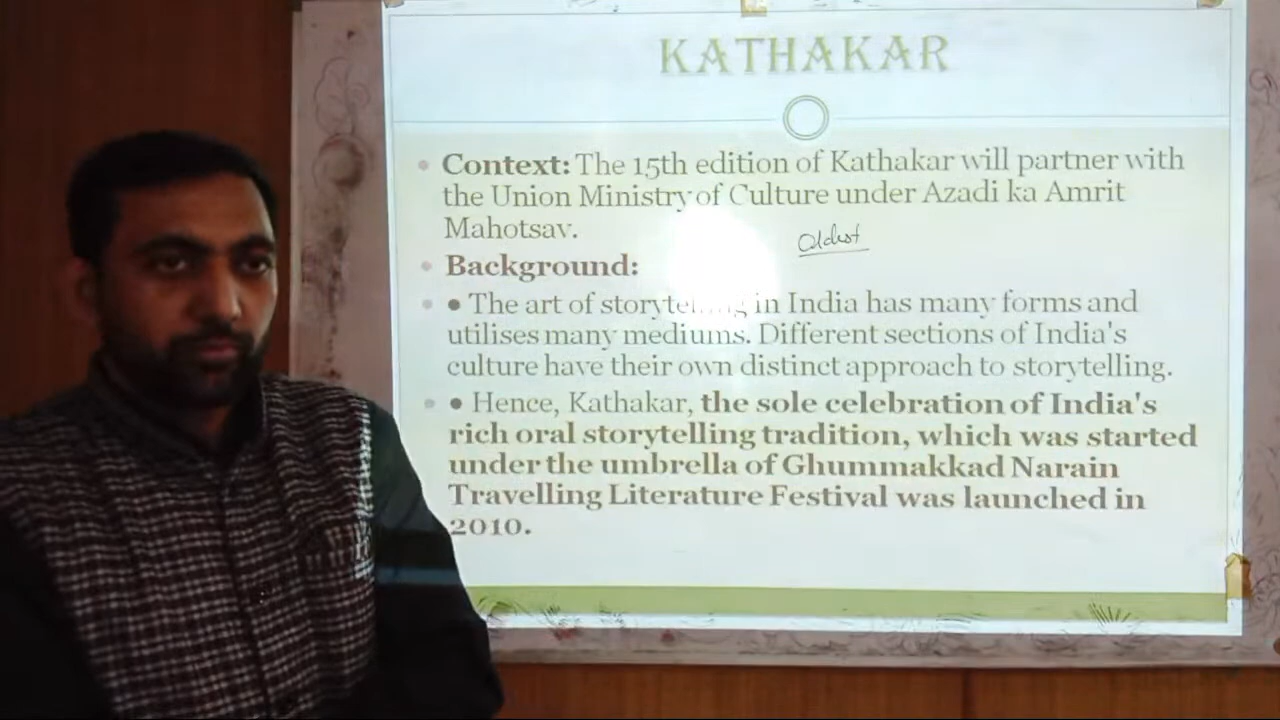 KATHAKAR
• Context: The 15th edition of Kathakar will partner with
the Union Ministry of Culture under Azadi ka Amrit
Mahotsav.
Oldest
• Background:
• ● The art of storytelling in India has many forms and
utilises many mediums. Different sections of India's
culture have their own distinct approach to storytelling.
• ● Hence, Kathakar, the sole celebration of India's
rich oral storytelling tradition, which was started
under the umbrella of Ghummakkad Narain
Travelling Literature Festival was launched in
2010.